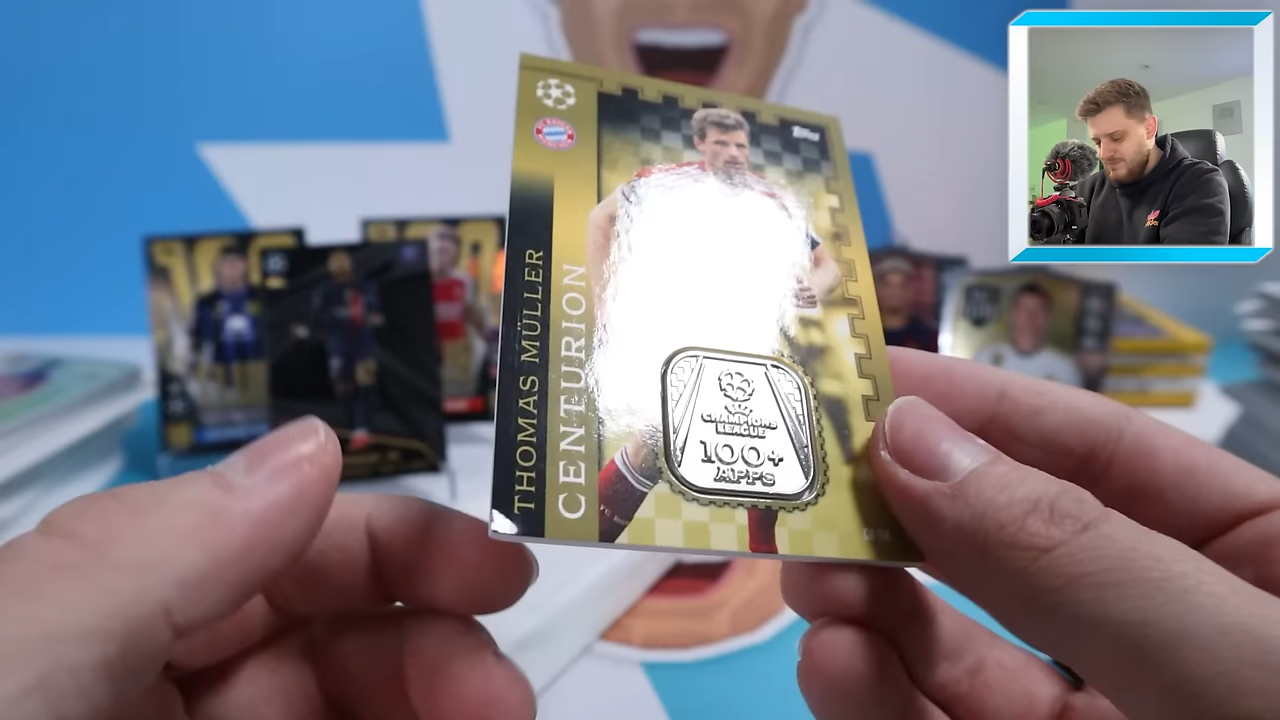 topps
THOMAS MÜLLER
CENTURION
CHAMPIONS
LEAGUE
100+
APPS